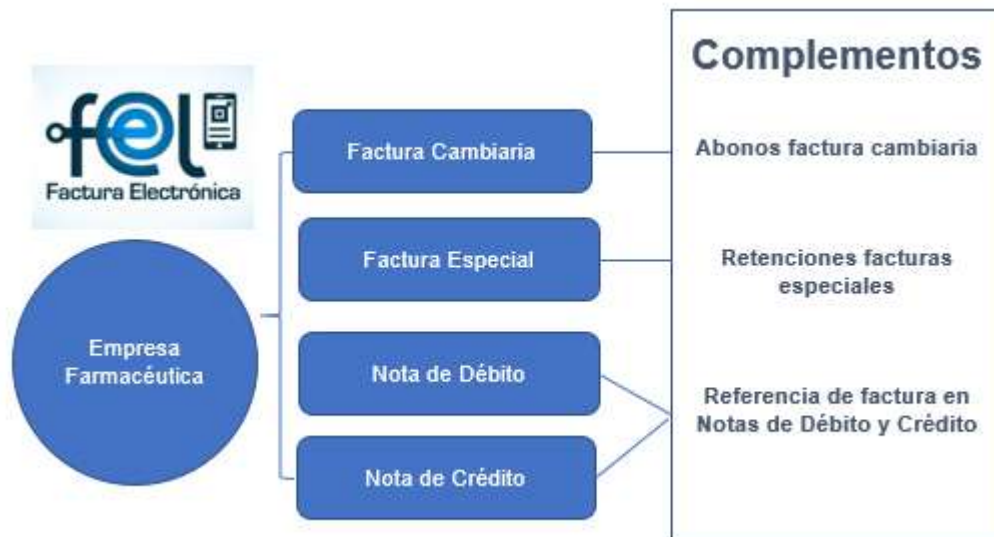 fel
Factura Electrónica
Empresa
Farmacéutica
Factura Cambiaria
Factura Especial
Nota de Débito
Nota de Crédito
Complementos
Abonos factura cambiaria
Retenciones facturas
especiales
Referencia de factura en
Notas de Débito y Crédito